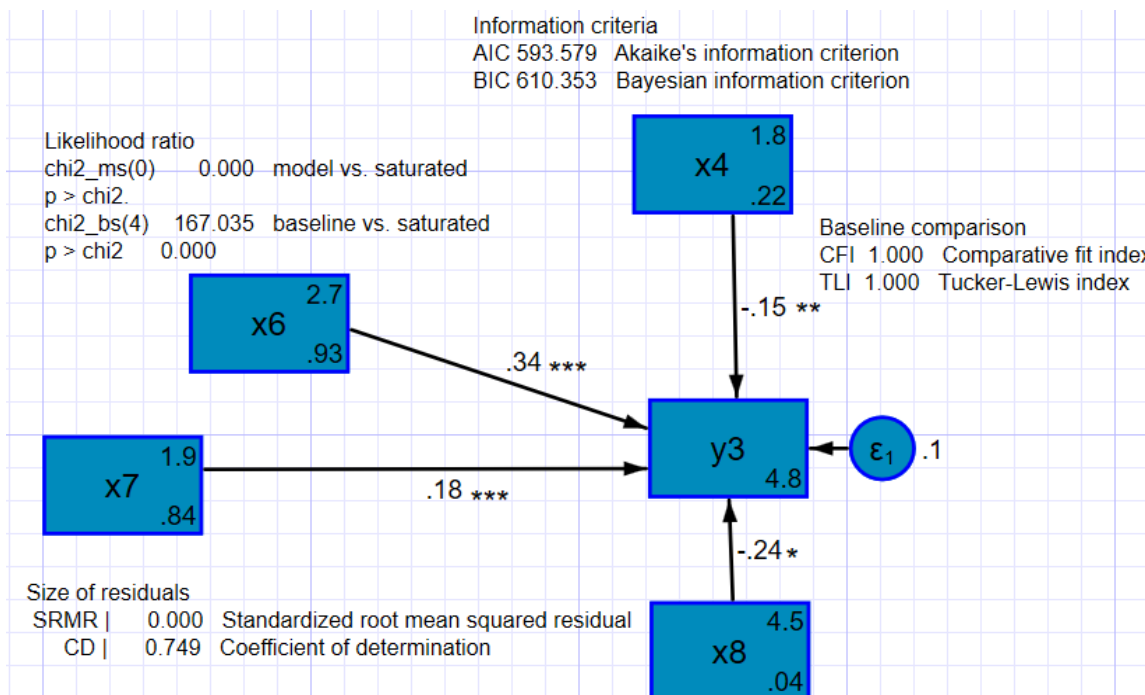 Information criteria
AIC 593.579 Akaike's information criterion
BIC 610.353 Bayesian information criterion
1.8
x4
.22
Likelihood ratio
chi2_ms(0) 0.000 model vs. saturated
p > chi2.
chi2_bs(4) 167.035 baseline vs. saturated
p > chi2 0.000
Baseline comparison
CFI 1.000 Comparative fit index
TLI 1.000 Tucker-Lewis index
2.7
x6
.93
-.15 **
.34 ***
y3
4.8
ε₁ .1
1.9
x7
.84
.18 ***
-.24 *
Size of residuals
SRMR | 0.000 Standardized root mean squared residual
CD | 0.749 Coefficient of determination
4.5
x8
.04